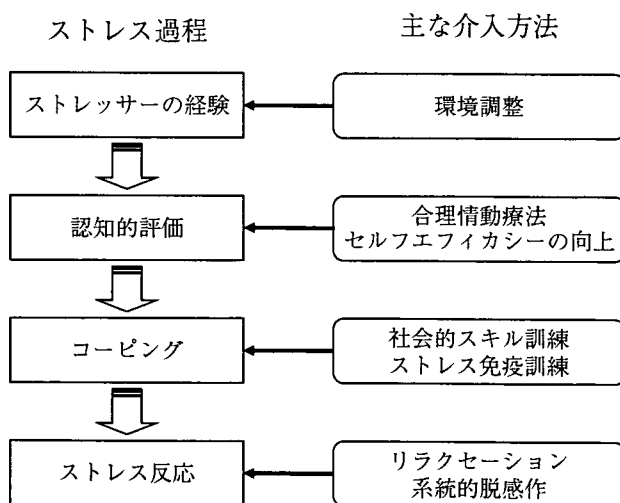 ストレス過程
主な介入方法
ストレッサーの経験
環境調整
認知的評価
合理情動療法
セルフエフィカシーの向上
コーピング
社会的スキル訓練
ストレス免疫訓練
ストレス反応
リラクセーション
系統的脱感作